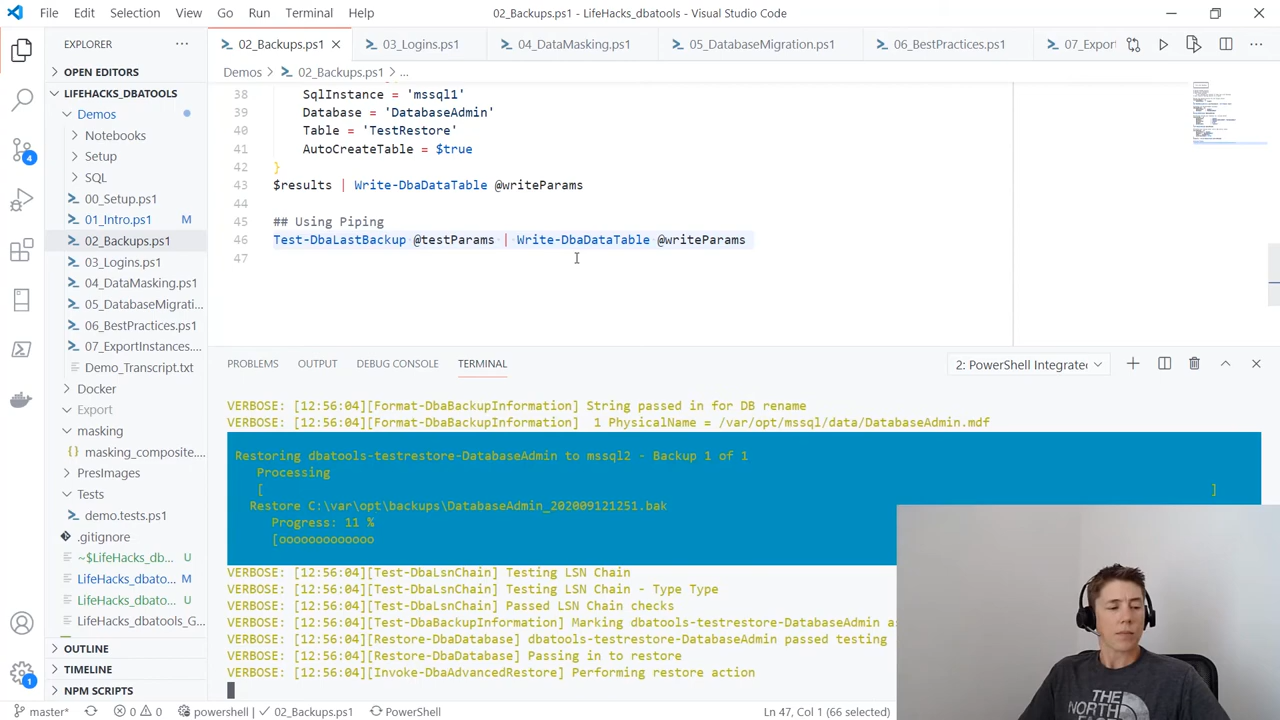 File Edit Selection View Go Run Terminal Help 02_Backups.ps1 - LifeHacks_dbatools - Visual Studio Code
EXPLORER
02_Backups.ps1 03_Logins.ps1 04_DataMasking.ps1 05_DatabaseMigration.ps1 06_BestPractices.ps1 07_Export
OPEN EDITORS
Demos > 02_Backups.ps1 > ...
LIFEHACKS_DBATOOLS
Demos
Notebooks
Setup
SQL
00_Setup.ps1
01_Intro.ps1 M
02_Backups.ps1
03_Logins.ps1
04_DataMasking.ps1
05_DatabaseMigrati...
06_BestPractices.ps1
07_ExportInstances....
Demo_Transcript.txt
Docker
Export
masking
masking_composite....
PresImages
Tests
demo.tests.ps1
.gitignore
~$LifeHacks_db... U
LifeHacks_dbato... M
LifeHacks_dbato... U
LifeHacks_dbatools_G...
OUTLINE
TIMELINE
NPM SCRIPTS
4
1
38 SqlInstance = 'mssql1'
39 Database = 'DatabaseAdmin
40 Table = 'TestRestore'
41 AutoCreateTable = $true
42 }
43 $results | Write-DbaDataTable @writeParams
44
45 ## Using Piping
46 Test-DbaLastBackup @testParams | Write-DbaDataTable @writeParams
47
PROBLEMS OUTPUT DEBUG CONSOLE TERMINAL 2: PowerShell Integrate
VERBOSE: [12:56:04][Format-DbaBackupInformation] String passed in for DB rename
VERBOSE: [12:56:04][Format-DbaBackupInformation]  1 PhysicalName = /var/opt/mssql/data/DatabaseAdmin.mdf
Restoring dbatools-testrestore-DatabaseAdmin to mssql2 - Backup 1 of 1
Processing
[ ]
Restore C:\var\opt\backups\DatabaseAdmin_202009121251.bak
Progress: 11 %
[ooooooooooooo
VERBOSE: [12:56:04][Test-DbaLsnChain] Testing LSN Chain
VERBOSE: [12:56:04][Test-DbaLsnChain] Testing LSN Chain - Type Type
VERBOSE: [12:56:04][Test-DbaLsnChain] Passed LSN Chain checks
VERBOSE: [12:56:04][Test-DbaBackupInformation] Marking dbatools-testrestore-DatabaseAdmin as
VERBOSE: [12:56:04][Restore-DbaDatabase] dbatools-testrestore-DatabaseAdmin passed testing
VERBOSE: [12:56:04][Restore-DbaDatabase] Passing in to restore
VERBOSE: [12:56:04][Invoke-DbaAdvancedRestore] Performing restore action
THE
NORTH
master* 0 0 powershell 02_Backups.ps1 PowerShell Ln 47, Col 1 (66 selected)